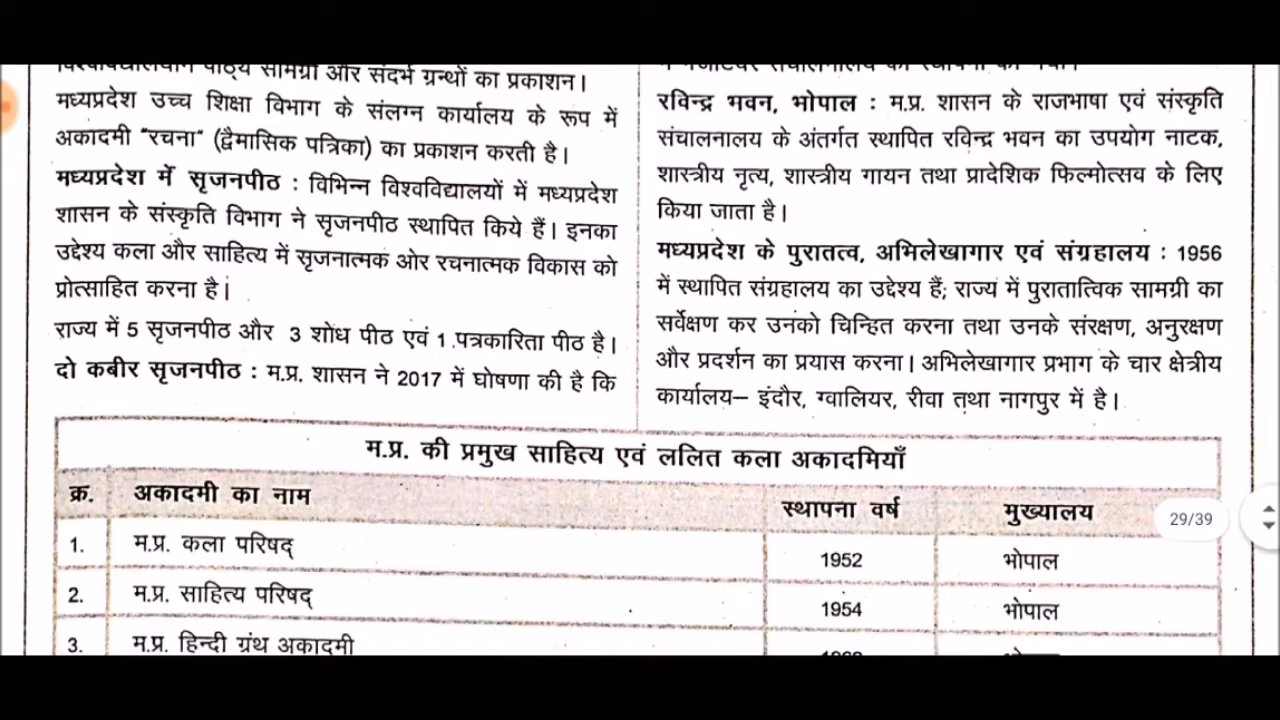 पाठ्य सामग्री और संदर्भ ग्रन्थों का प्रकाशन।
मध्यप्रदेश उच्च शिक्षा विभाग के संलग्न कार्यालय के रूप में
अकादमी "रचना" (द्वैमासिक पत्रिका) का प्रकाशन करती है।
मध्यप्रदेश में सृजनपीठ : विभिन्न विश्वविद्यालयों में मध्यप्रदेश
शासन के संस्कृति विभाग ने सृजनपीठ स्थापित किये हैं। इनका
उद्देश्य कला और साहित्य में सृजनात्मक ओर रचनात्मक विकास को
प्रोत्साहित करना है।
राज्य में 5 सृजनपीठ और 3 शोध पीठ एवं 1 पत्रकारिता पीठ है।
दो कबीर सृजनपीठ : म.प्र. शासन ने 2017 में घोषणा की है कि
रविन्द्र भवन, भोपाल : म.प्र. शासन के राजभाषा एवं संस्कृति
संचालनालय के अंतर्गत स्थापित रविन्द्र भवन का उपयोग नाटक,
शास्त्रीय नृत्य, शास्त्रीय गायन तथा प्रादेशिक फिल्मोत्सव के लिए
किया जाता है।
मध्यप्रदेश के पुरातत्व, अभिलेखागार एवं संग्रहालय : 1956
में स्थापित संग्रहालय का उद्देश्य हैं; राज्य में पुरातात्विक सामग्री का
सर्वेक्षण कर उनको चिन्हित करना तथा उनके संरक्षण, अनुरक्षण
और प्रदर्शन का प्रयास करना। अभिलेखागार प्रभाग के चार क्षेत्रीय
कार्यालय– इंदौर, ग्वालियर, रीवा तथा नागपुर में है।
म.प्र. की प्रमुख साहित्य एवं ललित कला अकादमियाँ
क्र. अकादमी का नाम स्थापना वर्ष मुख्यालय
29/39
1. म.प्र. कला परिषद् 1952 भोपाल
2. म.प्र. साहित्य परिषद् 1954 भोपाल
3. म.प्र. हिन्दी ग्रंथ अकादमी